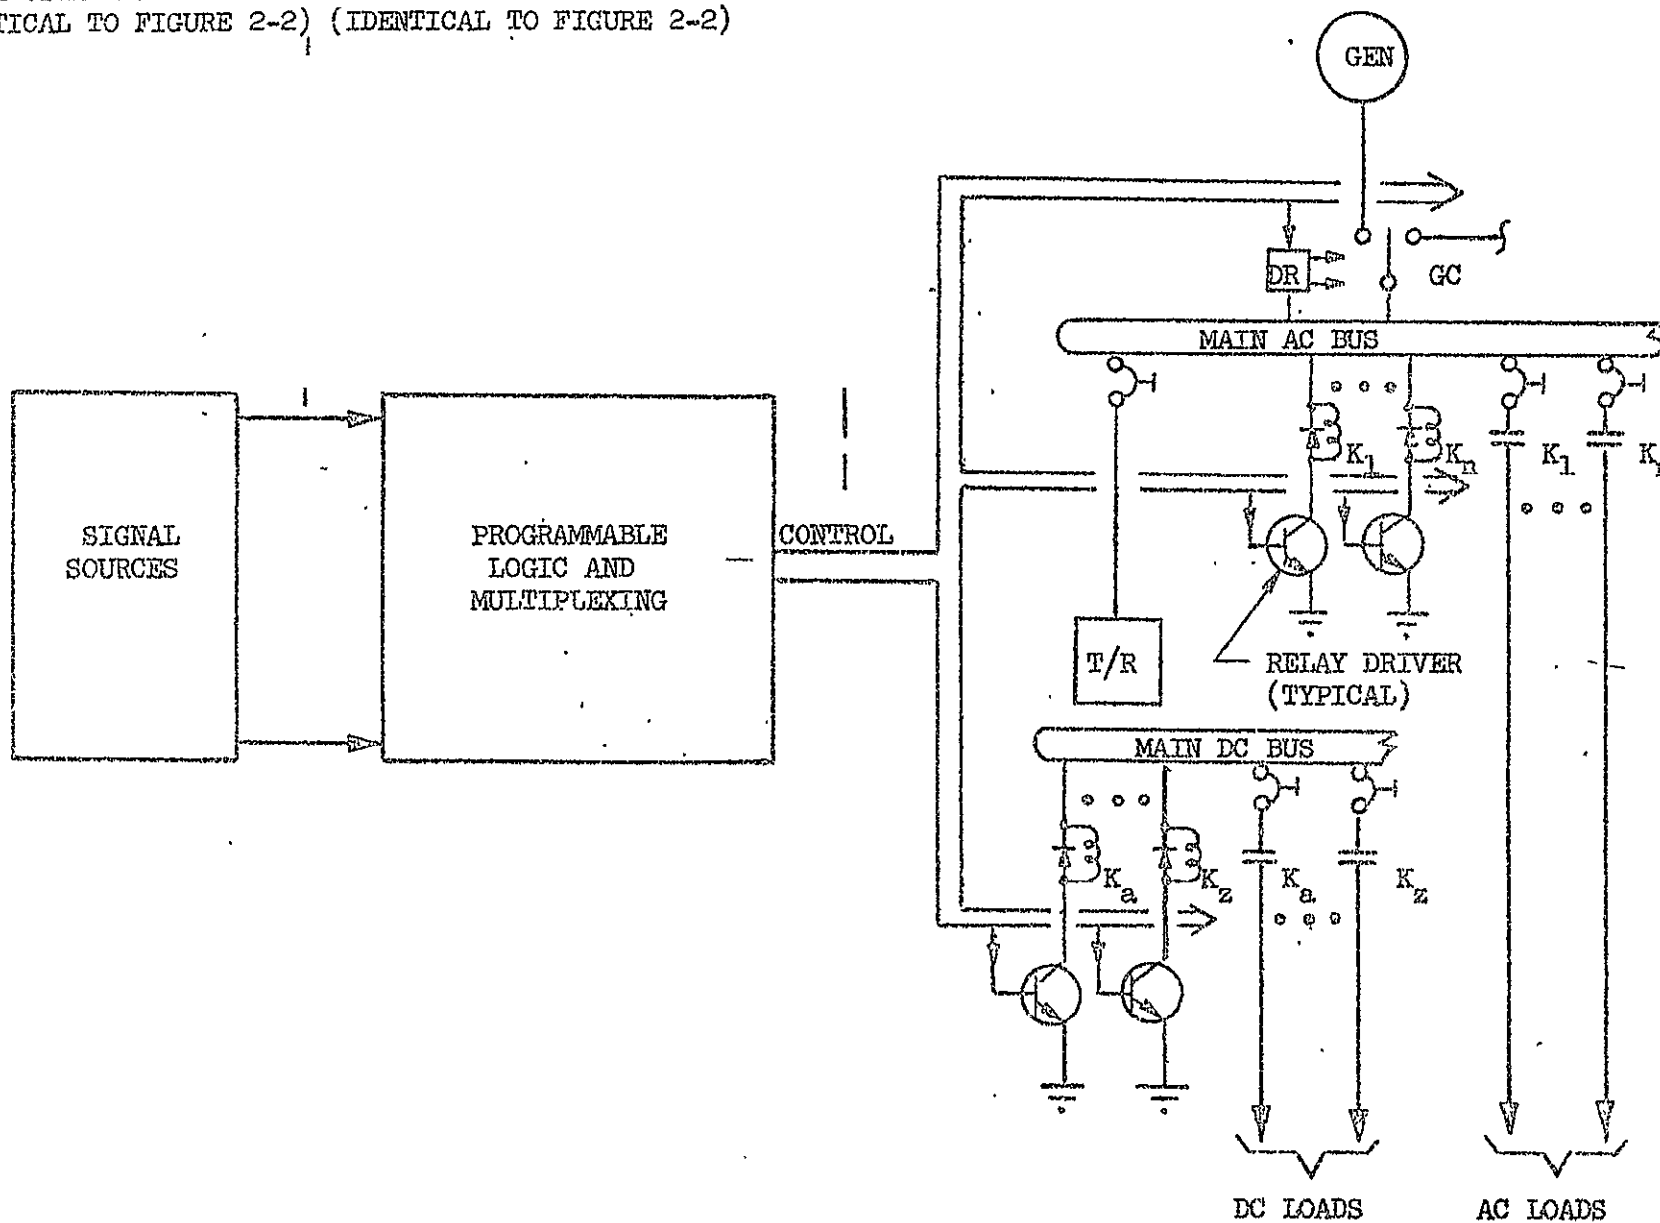 TICAL TO FIGURE 2-2) (IDENTICAL TO FIGURE 2-2)
GEN
DR
GC
MAIN AC BUS
K1
Kn
K1
SIGNAL
SOURCES
PROGRAMMABLE
LOGIC AND
MULTIPLEXING
CONTROL
T/R
RELAY DRIVER
(TYPICAL)
MAIN DC BUS
Ka
Kz
Ka
Kz
DC LOADS
AC LOADS